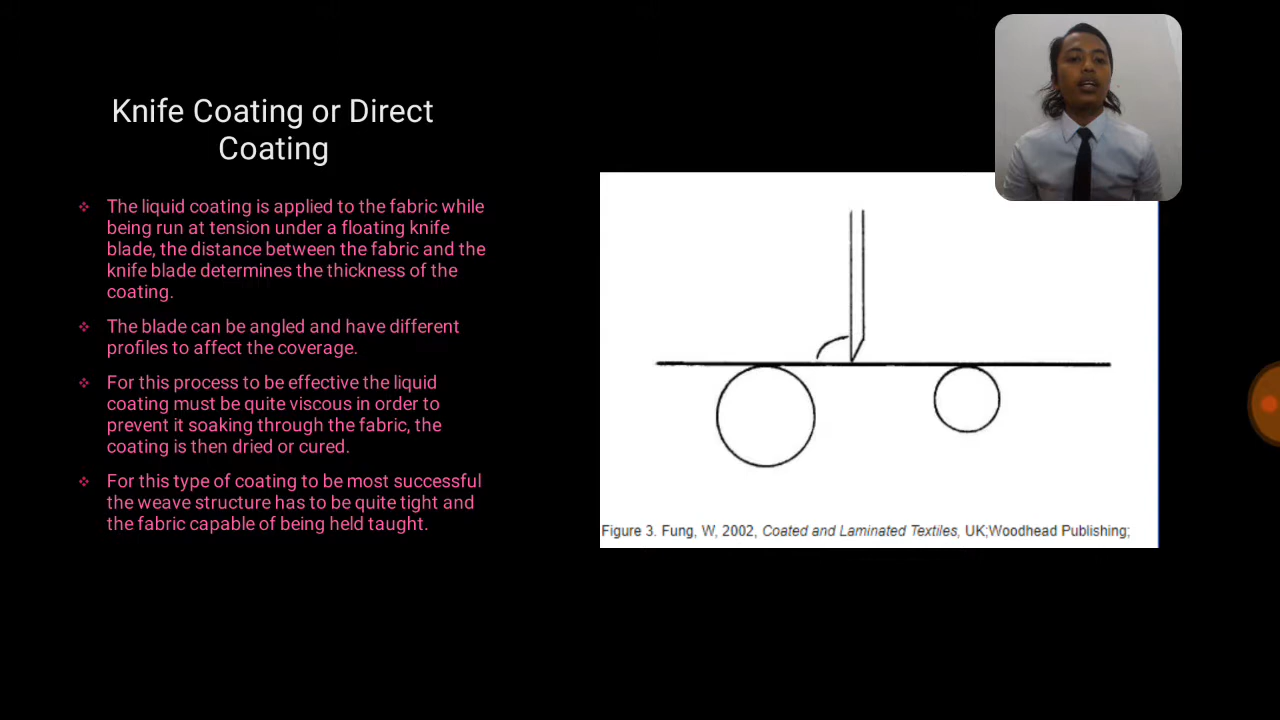 Knife Coating or Direct
Coating
The liquid coating is applied to the fabric while
being run at tension under a floating knife
blade, the distance between the fabric and the
knife blade determines the thickness of the
coating.
The blade can be angled and have different
profiles to affect the coverage.
For this process to be effective the liquid
coating must be quite viscous in order to
prevent it soaking through the fabric, the
coating is then dried or cured.
For this type of coating to be most successful
the weave structure has to be quite tight and
the fabric capable of being held taught.
Figure 3. Fung, W, 2002, Coated and Laminated Textiles, UK;Woodhead Publishing;